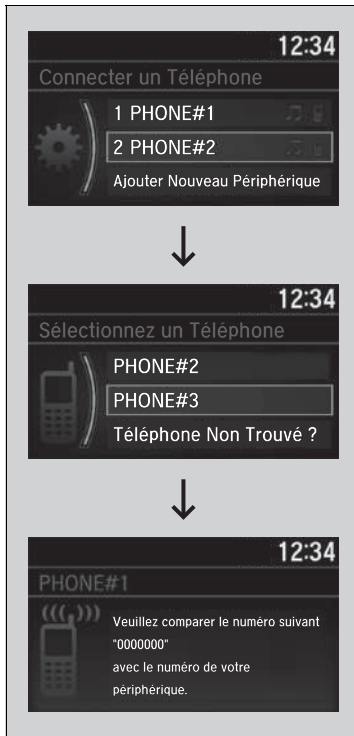 12:34
Connecter un Téléphone
1 PHONE#1
2 PHONE#2
Ajouter Nouveau Périphérique
12:34
Sélectionnez un Téléphone
PHONE#2
PHONE#3
Téléphone Non Trouvé ?
12:34
PHONE#1
Veuillez comparer le numéro suivant
"0000000"
avec le numéro de votre
périphérique.